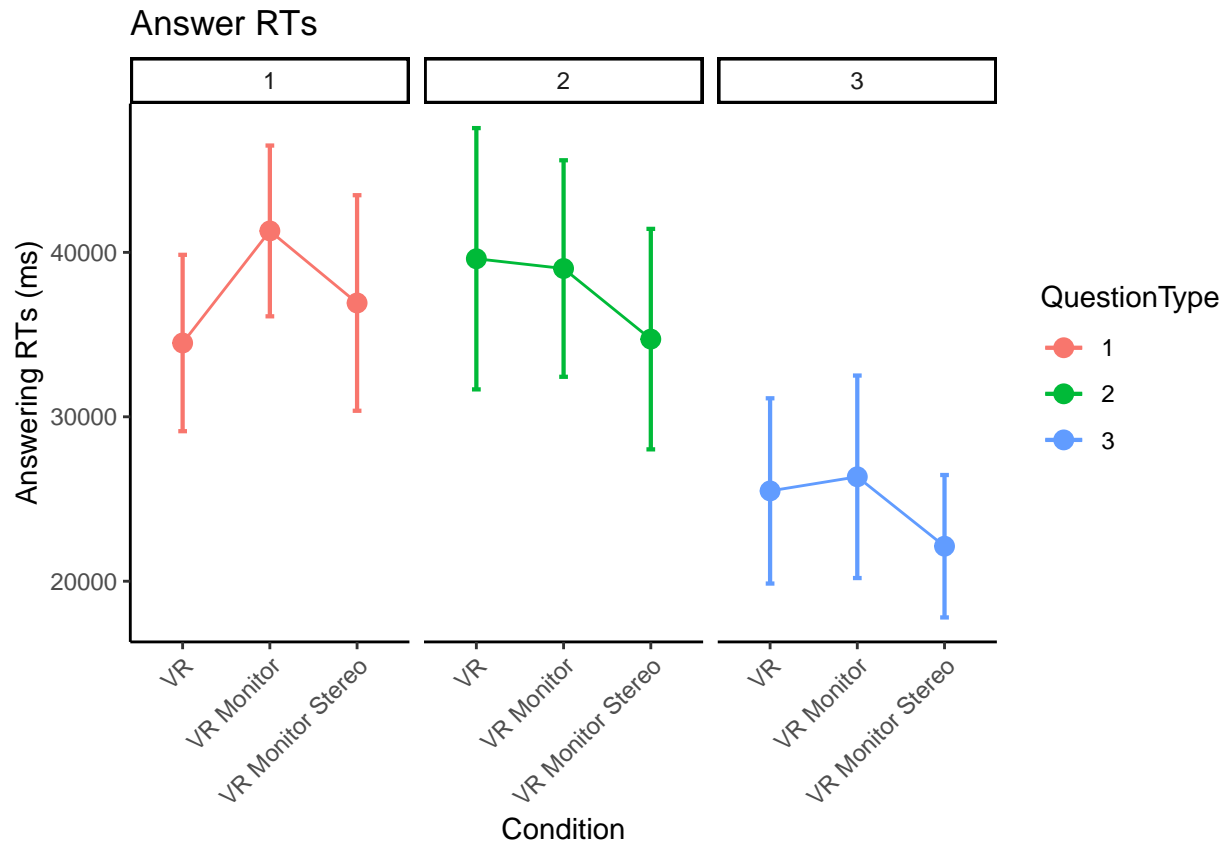 Answer RTs
1 2 3
Answering RTs (ms)
40000
30000
20000
VR VR Monitor VR Monitor Stereo VR VR Monitor VR Monitor Stereo VR VR Monitor VR Monitor Stereo
Condition
QuestionType
1
2
3